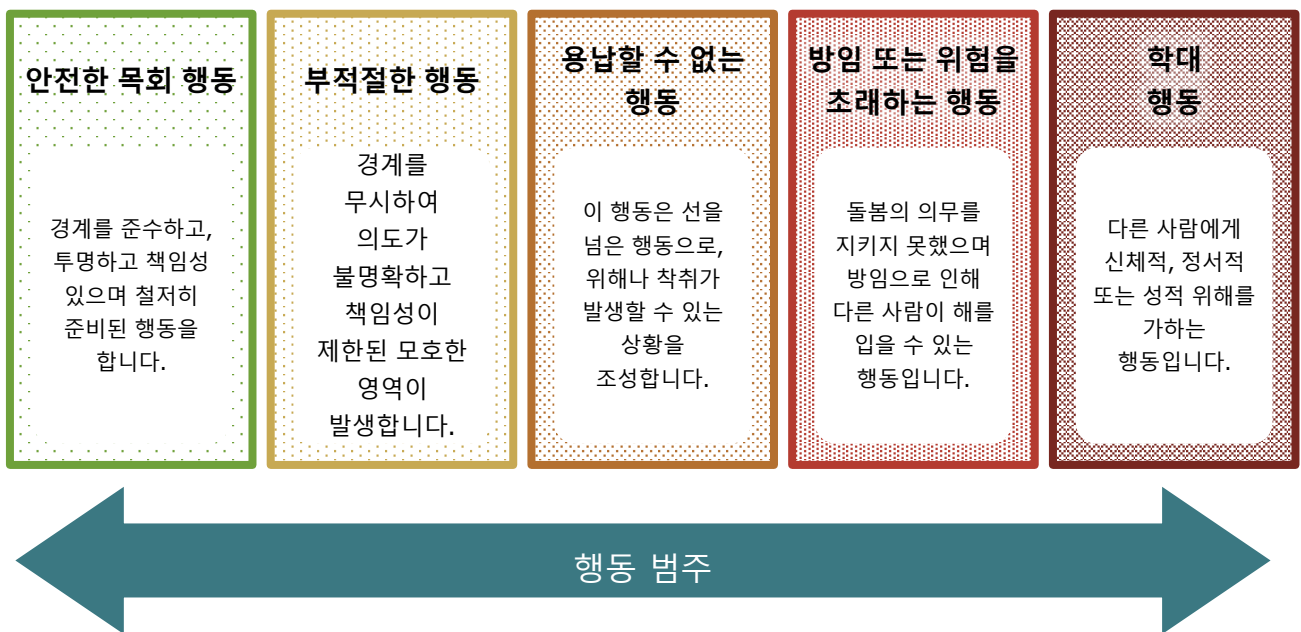 안전한 목회 행동
경계를 준수하고,
투명하고 책임성
있으며 철저히
준비된 행동을
합니다.
부적절한 행동
경계를
무시하여
의도가
불명확하고
책임성이
제한된 모호한
영역이
발생합니다.
용납할 수 없는
행동
이 행동은 선을
넘은 행동으로,
위해나 착취가
발생할 수 있는
상황을
조성합니다.
방임 또는 위험을
초래하는 행동
돌봄의 의무를
지키지 못했으며
방임으로 인해
다른 사람이 해를
입을 수 있는
행동입니다.
학대
행동
다른 사람에게
신체적, 정서적
또는 성적 위해를
가하는
행동입니다.
행동 범주